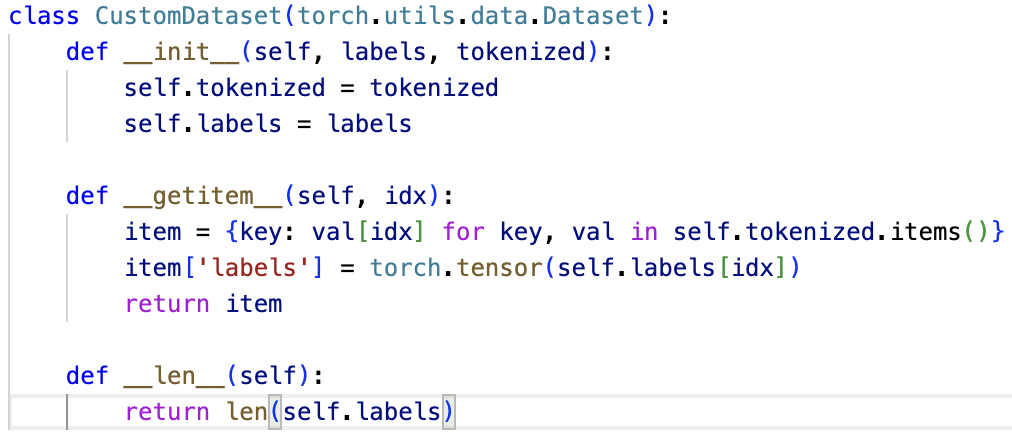 class CustomDataset(torch.utils.data.Dataset):
    def __init__(self, labels, tokenized):
        self.tokenized = tokenized
        self.labels = labels

    def __getitem__(self, idx):
        item = {key: val[idx] for key, val in self.tokenized.items()}
        item['labels'] = torch.tensor(self.labels[idx])
        return item

    def __len__(self):
        return len(self.labels)